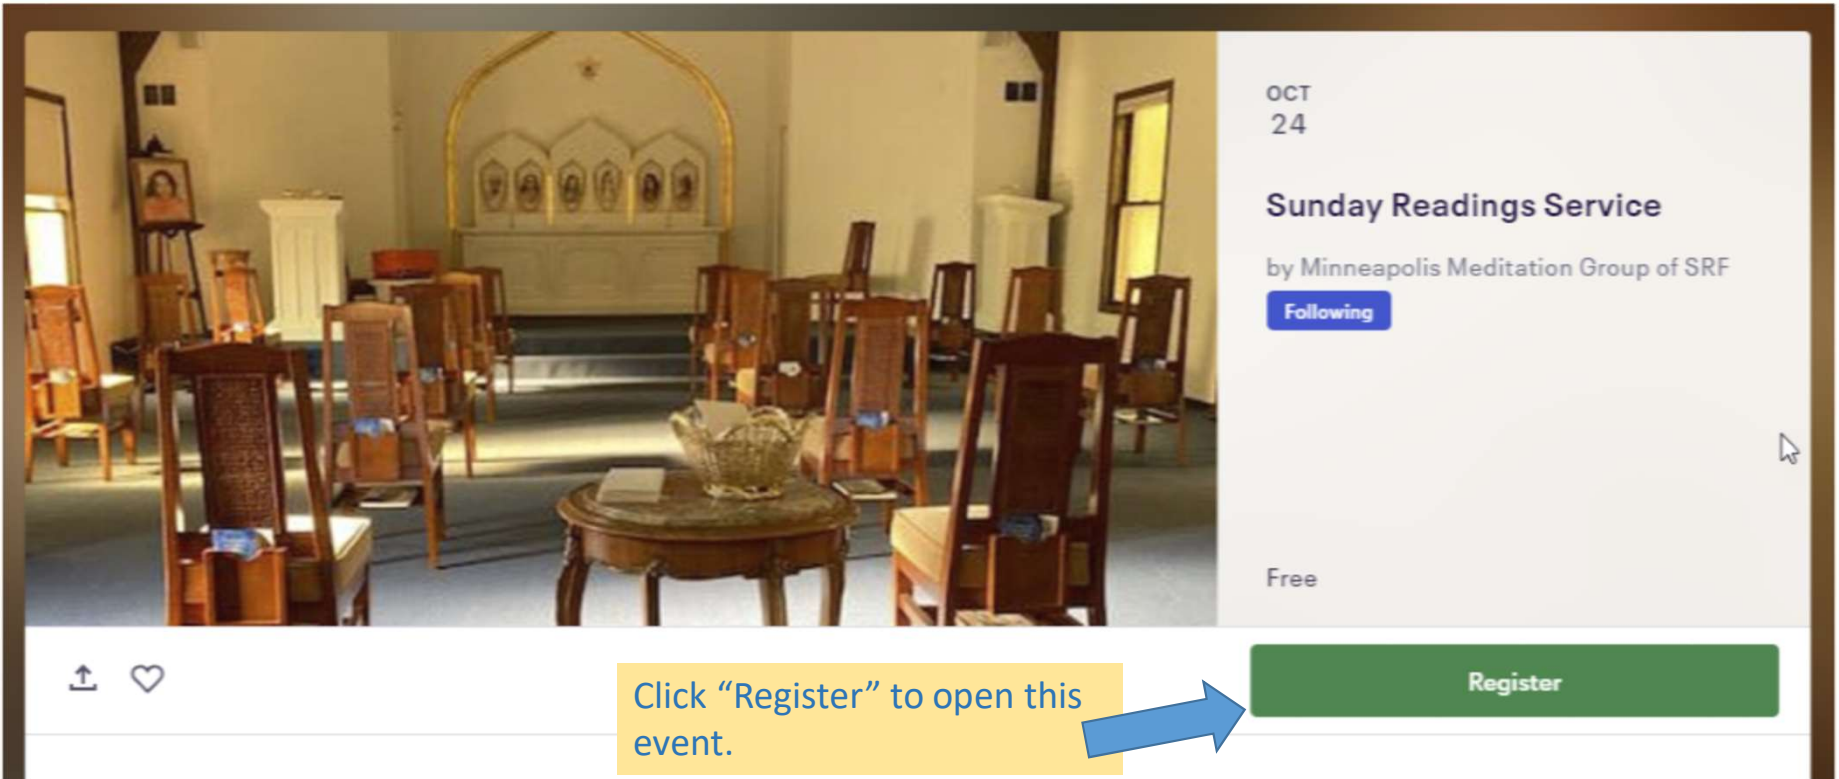 OCT
24
Sunday Readings Service
by Minneapolis Meditation Group of SRF
Following
Free
Register
Click “Register” to open this
event.